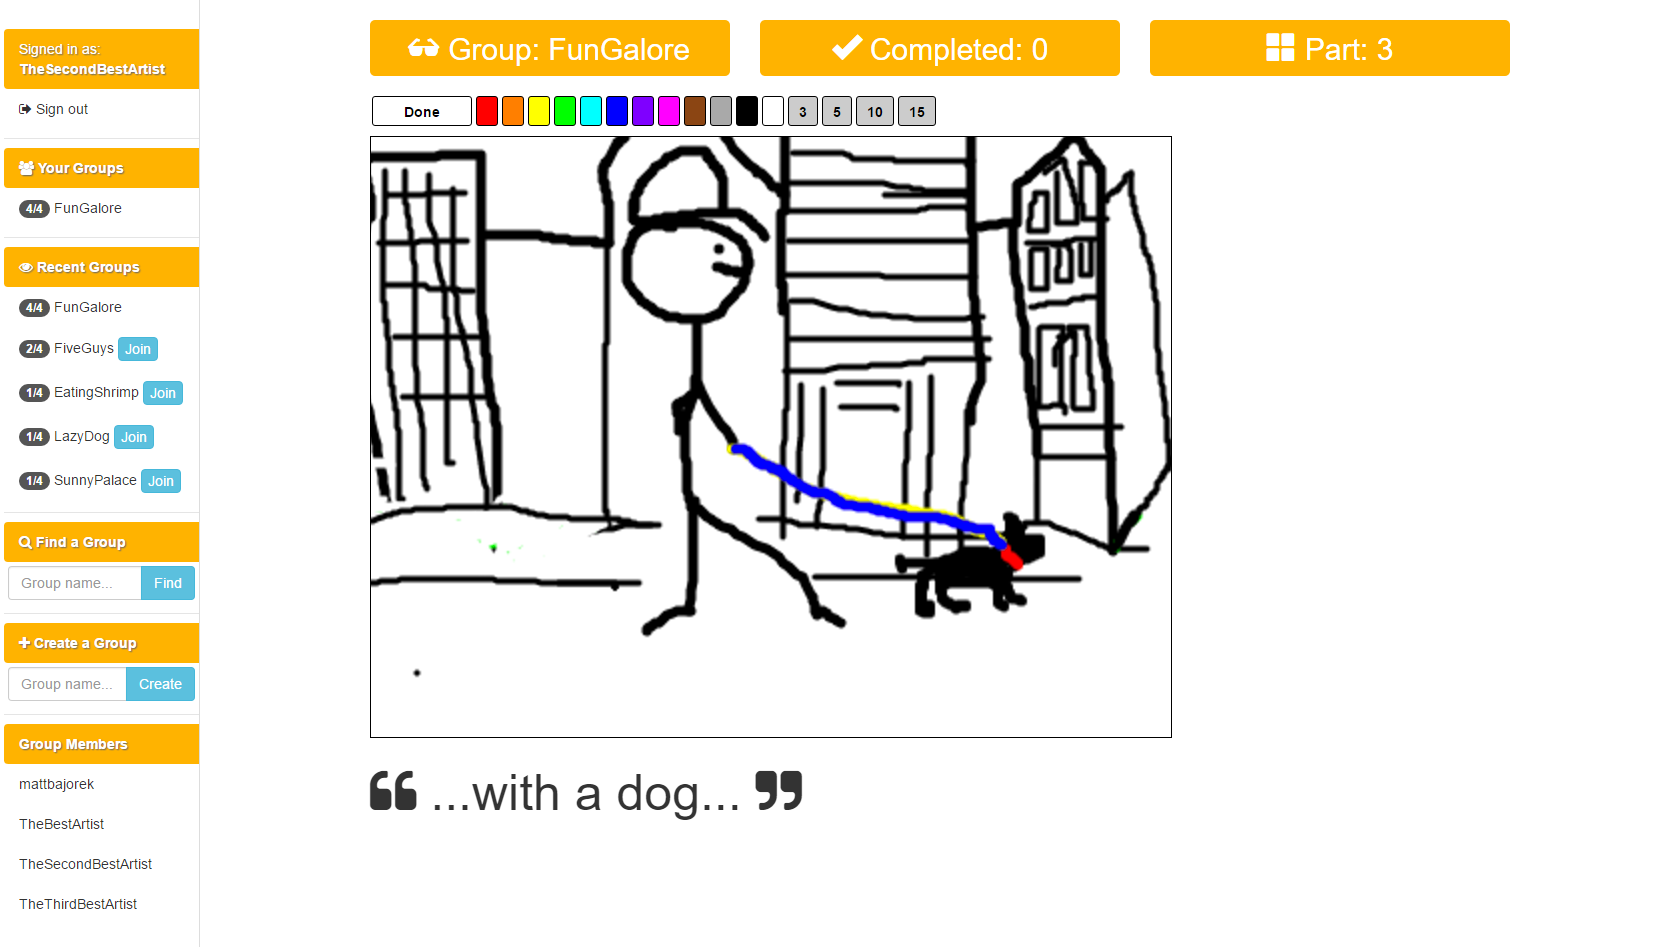 Signed in as:
TheSecondBestArtist
Sign out
Your Groups
4/4 FunGalore
Recent Groups
4/4 FunGalore
2/4 FiveGuys Join
1/4 EatingShrimp Join
1/4 LazyDog Join
1/4 SunnyPalace Join
Find a Group
Group name... Find
Create a Group
Group name... Create
Group Members
mattbajorek
TheBestArtist
TheSecondBestArtist
TheThirdBestArtist
Group: FunGalore
Completed: 0
Part: 3
Done 3 5 10 15
“ ...with a dog... ”